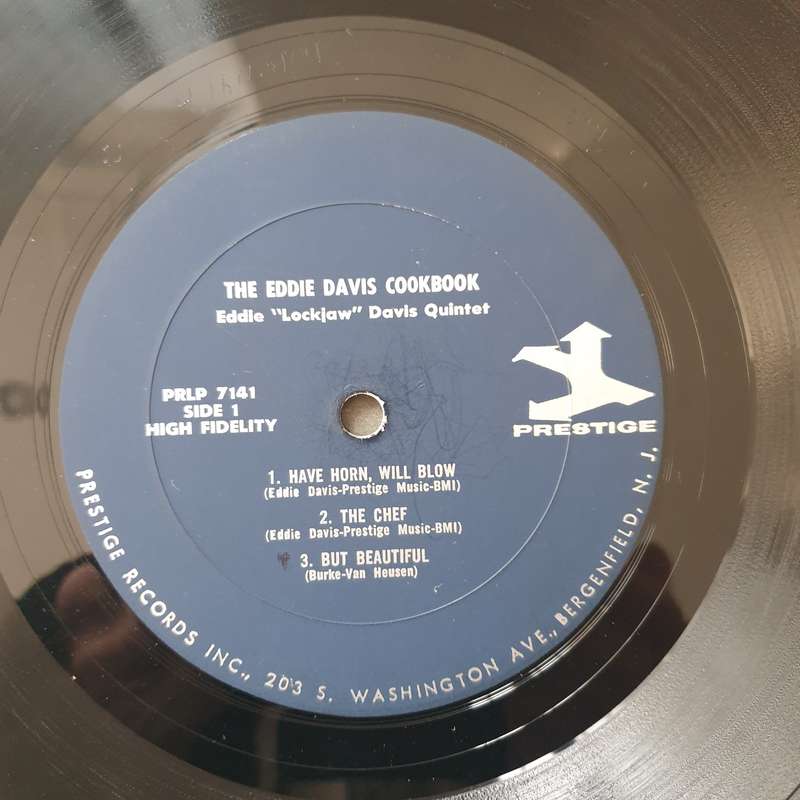 THE EDDIE DAVIS COOKBOOK
Eddie "Lockjaw" Davis Quintet
PRLP 7141
SIDE 1
HIGH FIDELITY
PRESTIGE
1. HAVE HORN, WILL BLOW
(Eddie Davis-Prestige Music-BMI)
2. THE CHEF
(Eddie Davis-Prestige Music-BMI)
3. BUT BEAUTIFUL
(Burke-Van Heusen)
PRESTIGE RECORDS INC., 203 S. WASHINGTON AVE., BERGENFIELD, N. J.